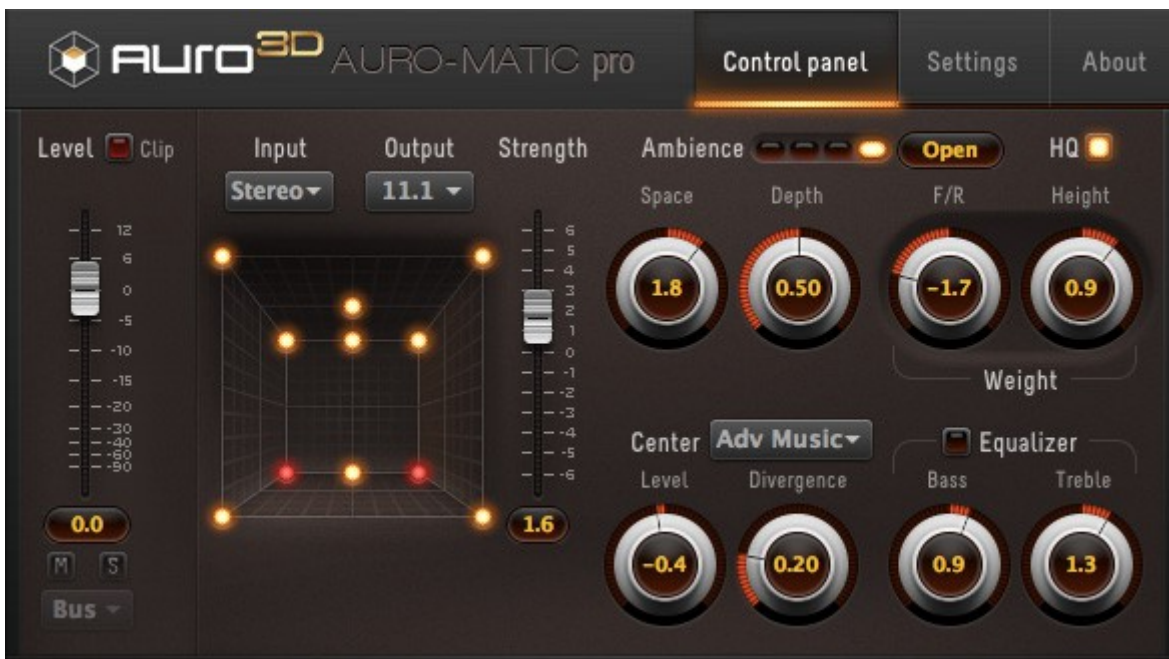 AURO 3D AURO-MATIC pro
Control panel
Settings
About
Level Clip
Input
Output
Strength
Ambience
Open
HQ
Stereo
11.1
Space
Depth
F/R
Height
12
6
0
-5
-10
-15
-20
-30
-40
-60
-90
6
5
4
3
2
1
0
-1
-2
-3
-4
-5
-6
1.8
0.50
-1.7
0.9
Weight
Center
Adv Music
Equalizer
Level
Divergence
Bass
Treble
0.0
1.6
-0.4
0.20
0.9
1.3
M S
Bus